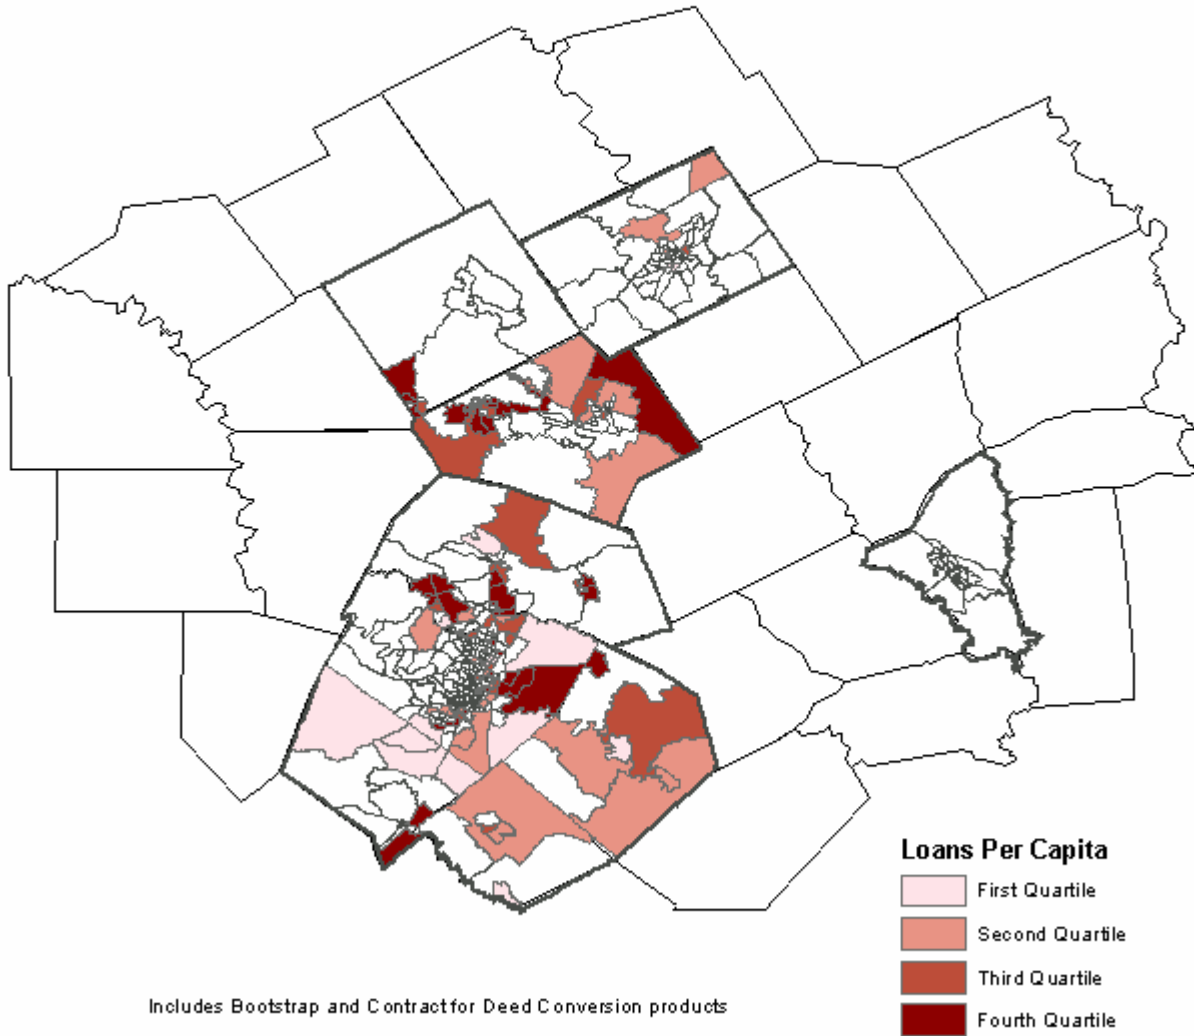 Loans Per Capita
First Quartile
Second Quartile
Third Quartile
Fourth Quartile
Includes Bootstrap and Contract for Deed Conversion products